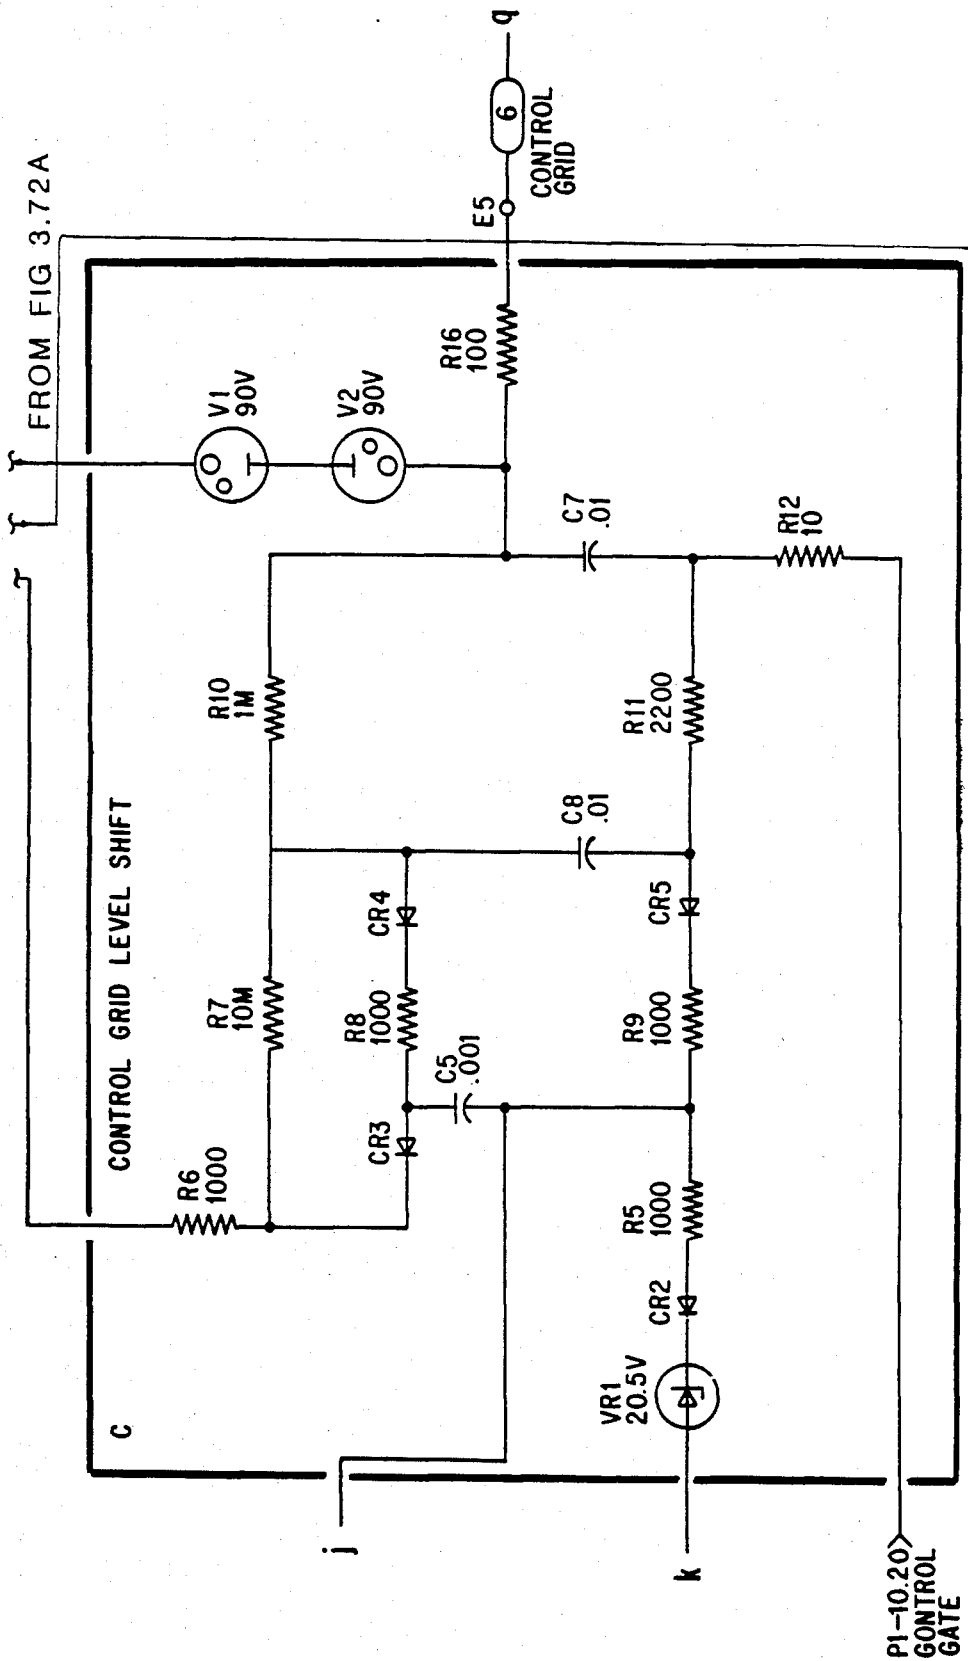 FROM FIG 3.72A
CONTROL GRID LEVEL SHIFT
C
j
k
q
R6
1000
R7
10M
R10
1M
V1
90V
V2
90V
CR3
R8
1000
CR4
C5
.001
C8
.01
C7
.01
R16
100
E5
6
CONTROL
GRID
VR1
20.5V
CR2
R5
1000
R9
1000
CR5
R11
2200
R12
10
P1-10.20
GONTROL
GATE